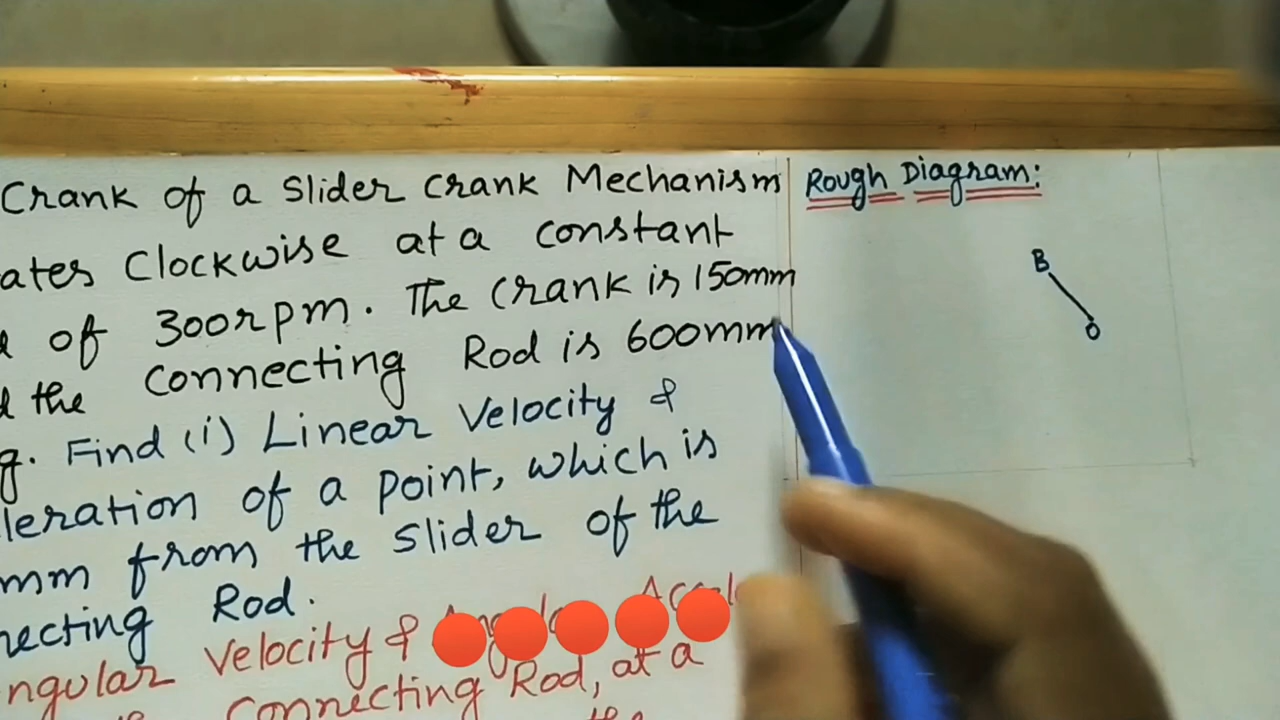 Crank of a Slider Crank Mechanism
ates Clockwise at a constant
of 300rpm. The Crank is 150mm
the Connecting Rod is 600mm
g. Find (i) Linear Velocity &
leration of a point, which is
mm from the Slider of the
necting Rod.
ngular Velocity &
Connecting Rod, at a
the
Rough Diagram:
B
O